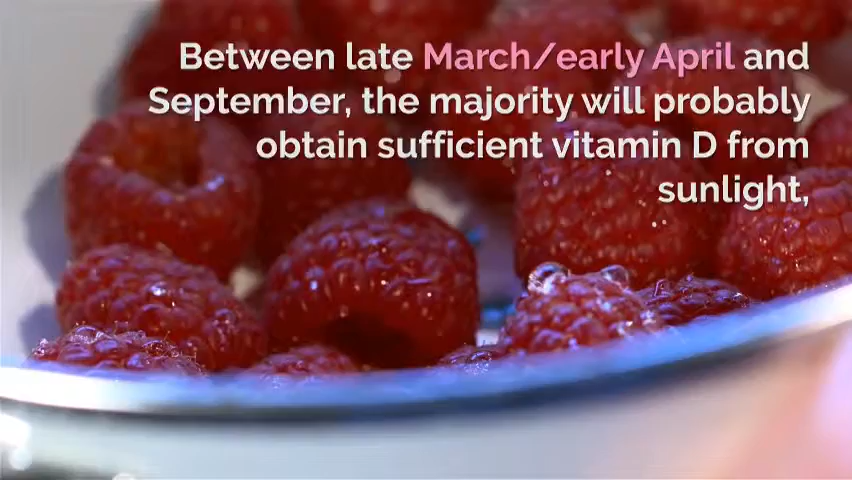 Between late March/early April and
September, the majority will probably
obtain sufficient vitamin D from
sunlight,